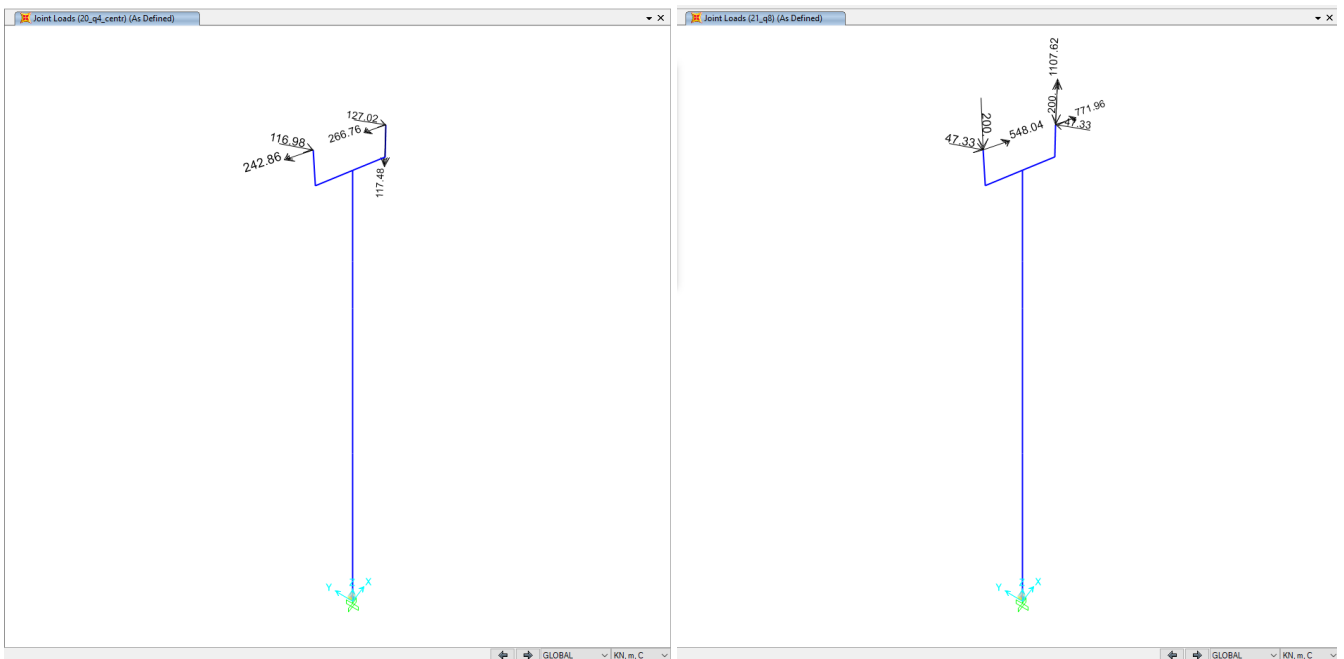 Joint Loads (20_q4_centr) (As Defined)
127.02
266.76
116.98
242.86
117.48
Y
Z
X
GLOBAL
KN, m, C
Joint Loads (21_q8) (As Defined)
1107.62
200.
771.96
47.33
200.
548.04
47.33
Y
Z
X
GLOBAL
KN, m, C